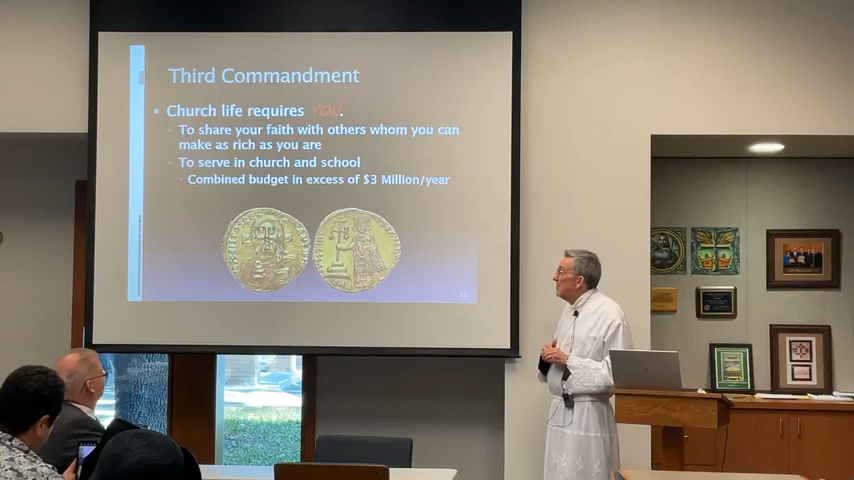 Third Commandment
Church life requires YOU.
To share your faith with others whom you can
make as rich as you are
To serve in church and school
Combined budget in excess of $3 Million/year